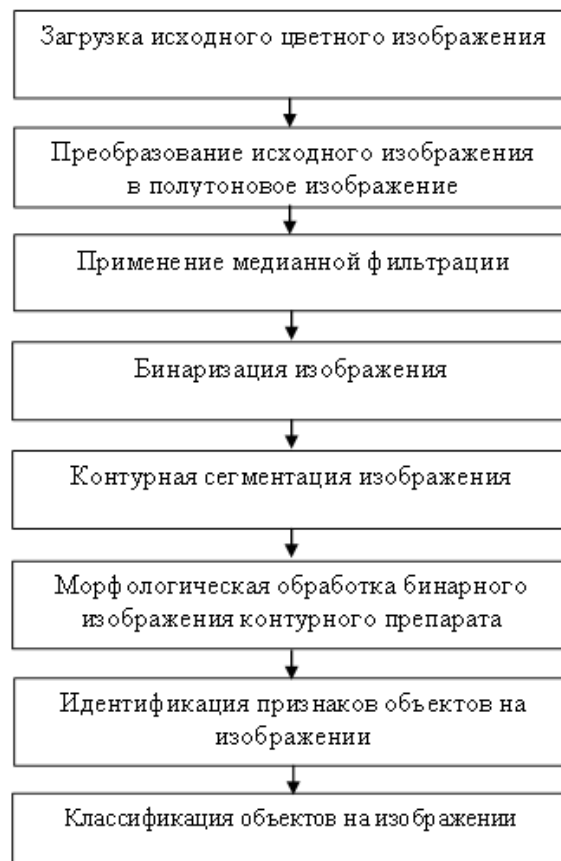 Загрузка исходного цветного изображения
Преобразование исходного изображения
в полутоновое изображение
Применение медианной фильтрации
Бинаризация изображения
Контурная сегментация изображения
Морфологическая обработка бинарного
изображения контурного препарата
Идентификация признаков объектов на
изображении
Классификация объектов на изображении